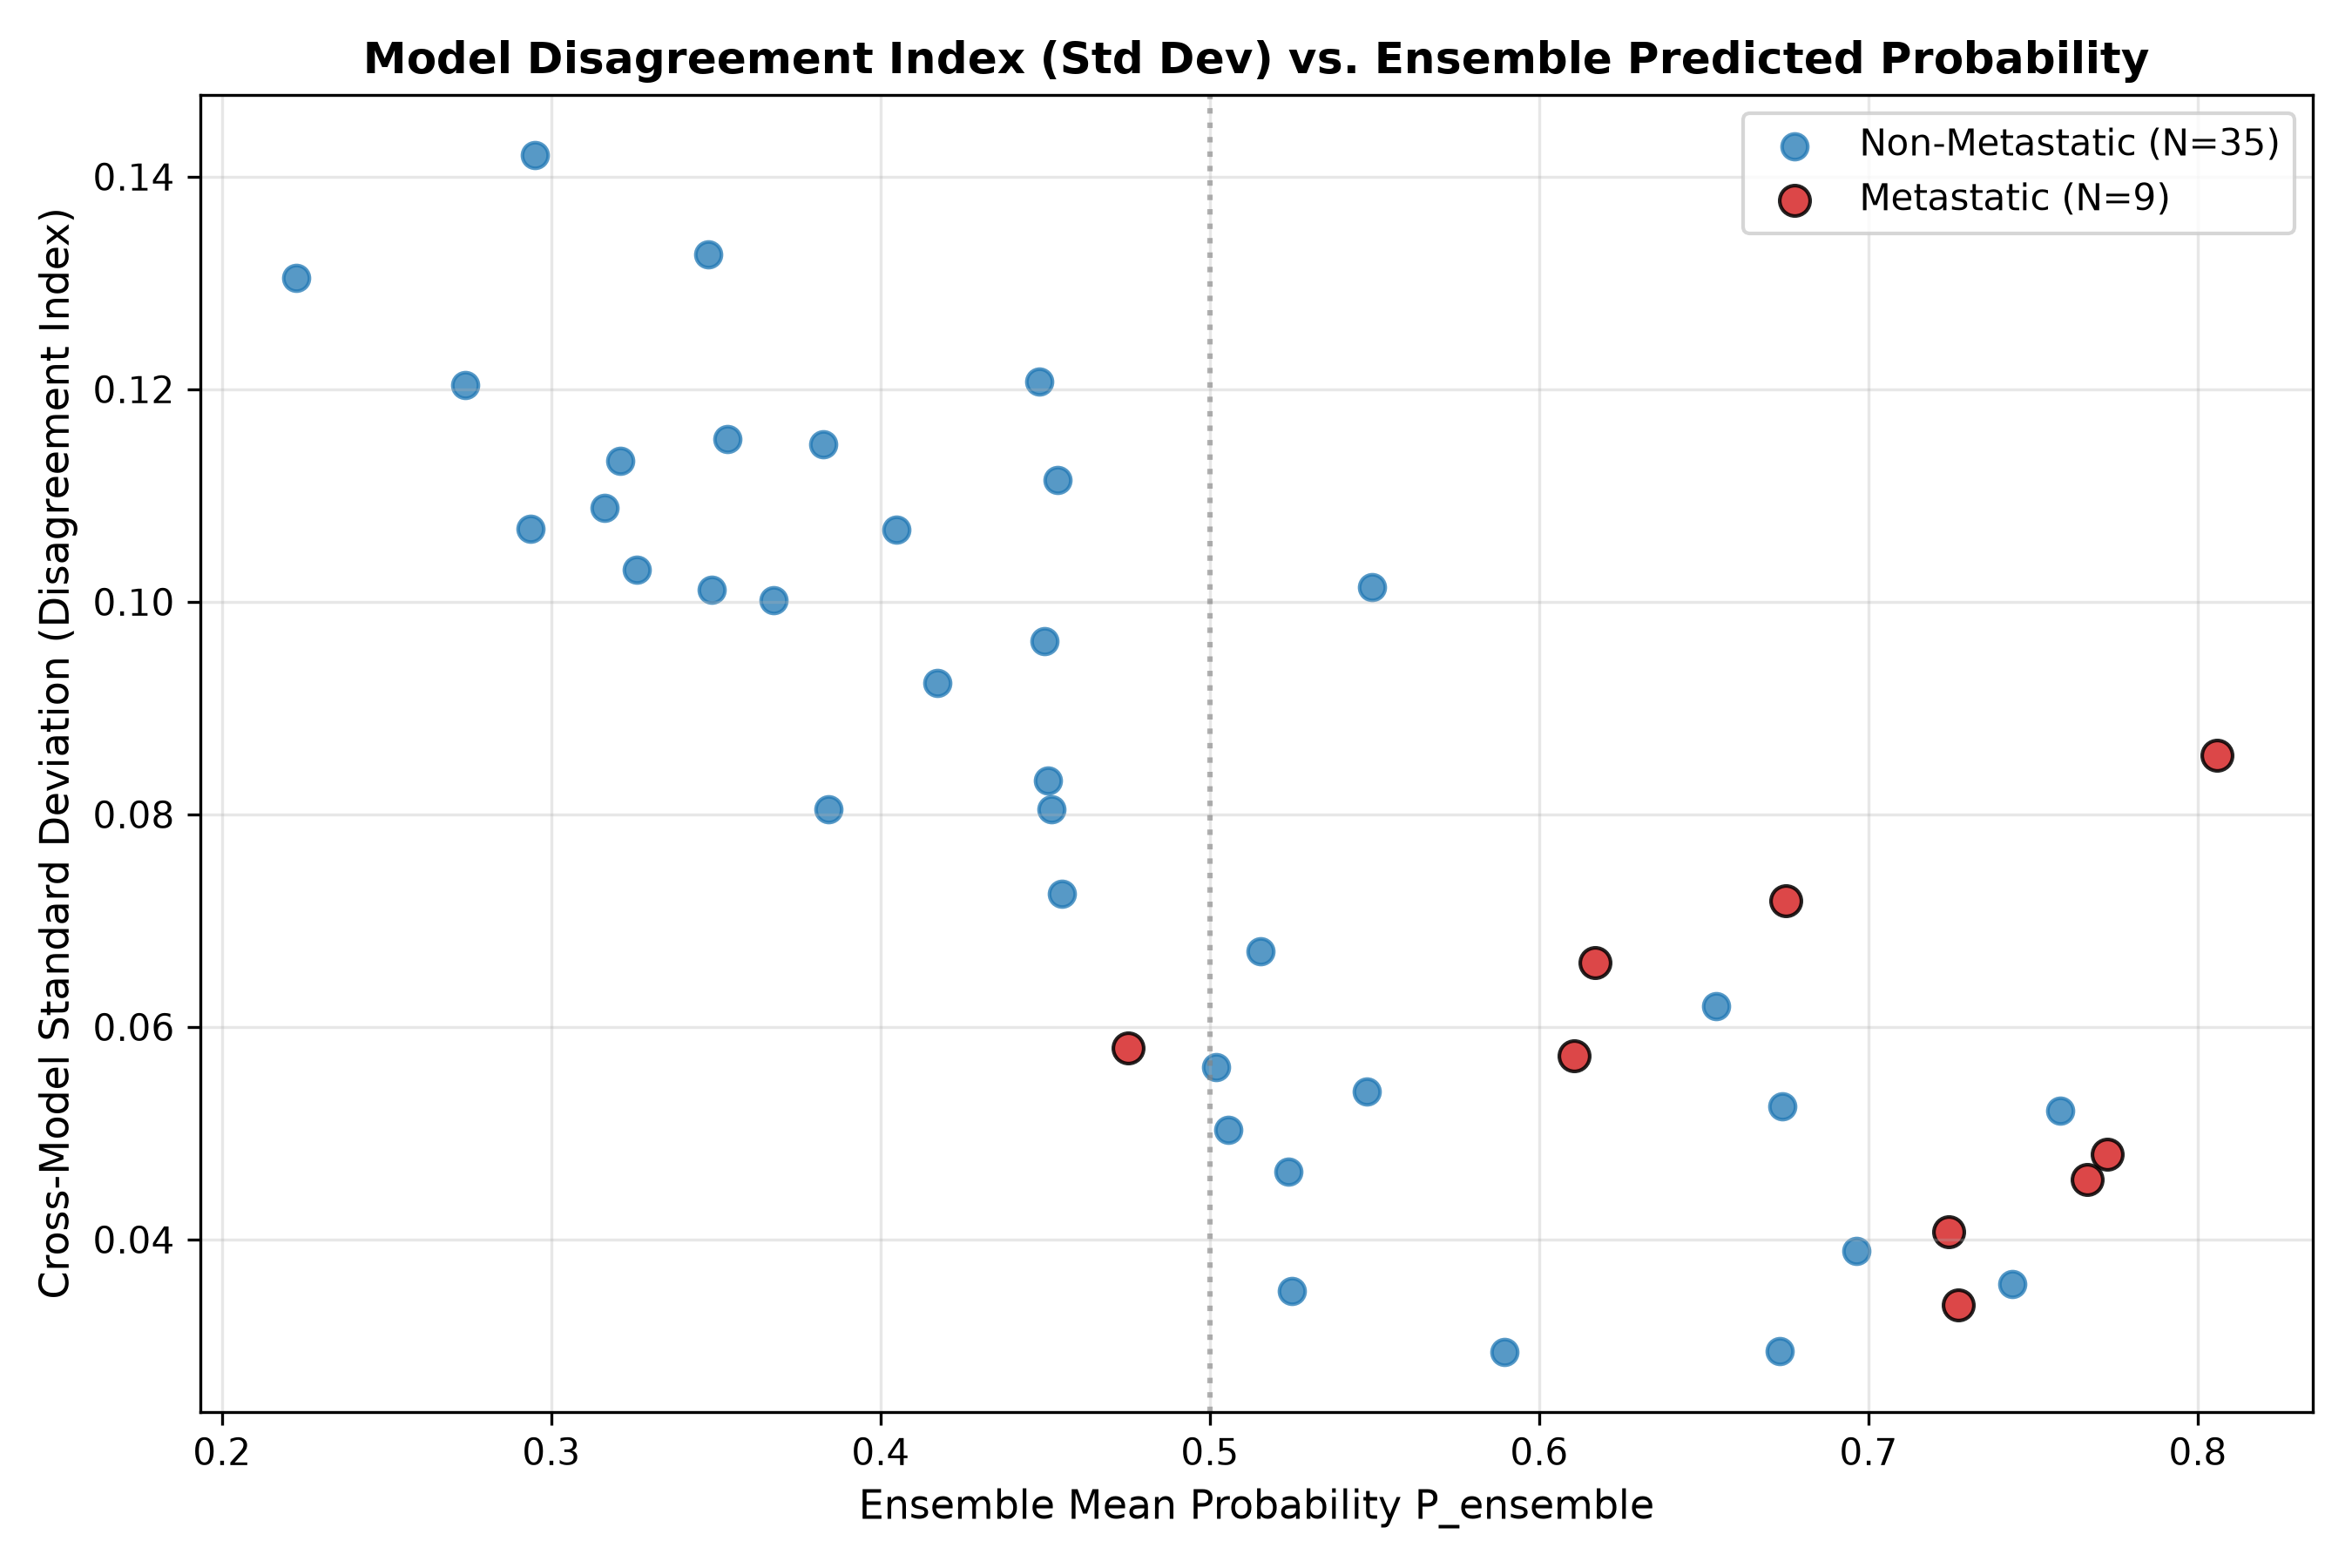 Model Disagreement Index (Std Dev) vs. Ensemble Predicted Probability
Non-Metastatic (N=35)
Metastatic (N=9)
Cross-Model Standard Deviation (Disagreement Index)
0.14
0.12
0.10
0.08
0.06
0.04
0.2 0.3 0.4 0.5 0.6 0.7 0.8
Ensemble Mean Probability P_ensemble